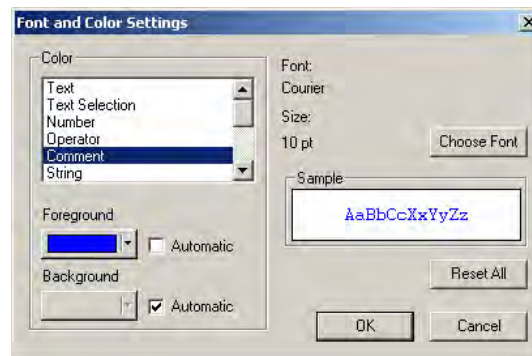 Font and Color Settings
Color
Text
Text Selection
Number
Operator
Comment
String
Foreground
Automatic
Background
Automatic
Font:
Courier
Size:
10 pt
Choose Font
Sample
AaBbCcXxYyZz
Reset All
OK
Cancel